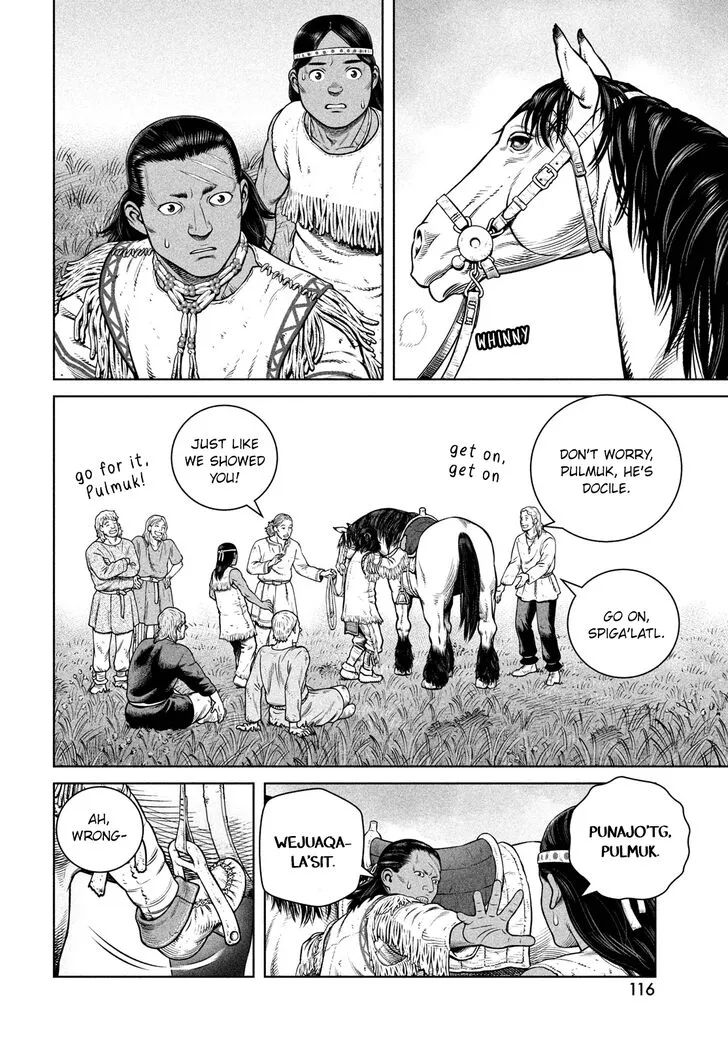 WHINNY
DON'T WORRY,
PULMUK, HE'S
DOCILE.
GO ON,
SPIGA'LATL.
get on,
get on
JUST LIKE
WE SHOWED
YOU!
go for it,
Pulmuk!
PUNAJO'TG,
PULMUK.
WEJUAQA-
LA'SIT.
AH,
WRONG-
116